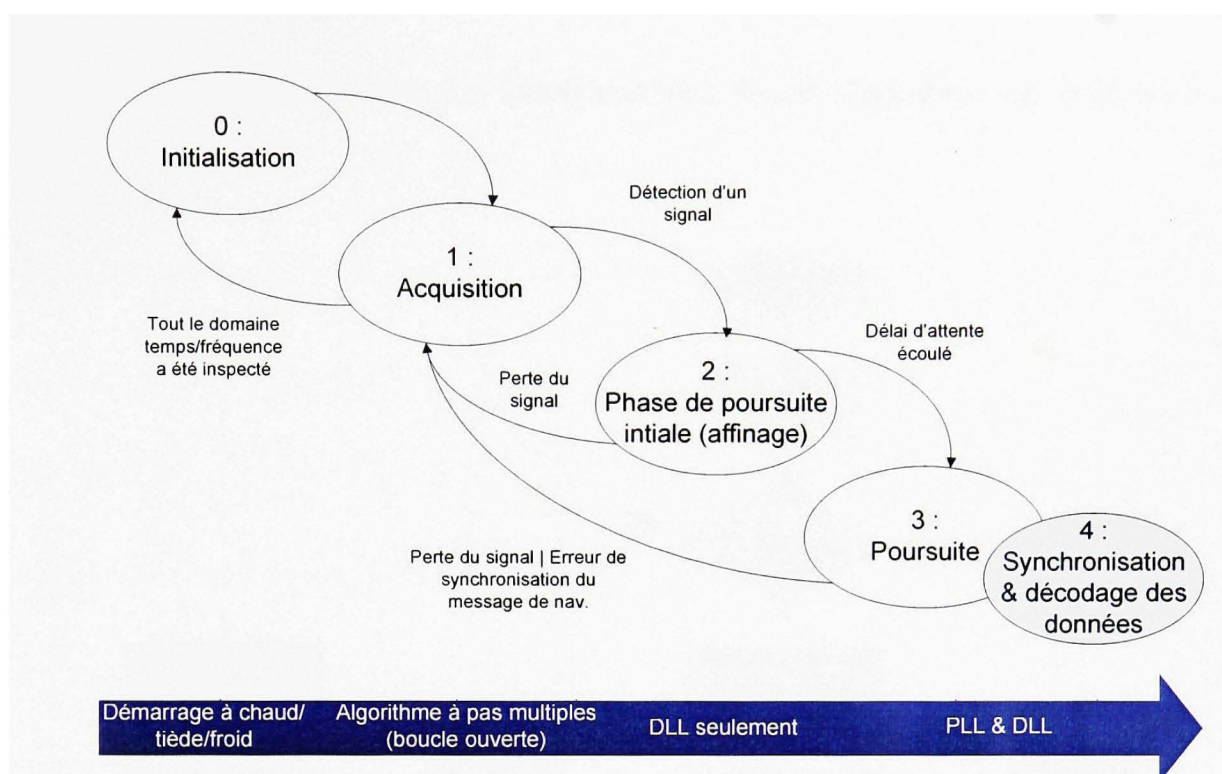 0 :
Initialisation
Détection d'un
signal
1 :
Acquisition
Tout le domaine
temps/fréquence
a été inspecté
Délai d'attente
écoulé
Perte du
signal
2 :
Phase de poursuite
intiale (affinage)
3 :
Poursuite
4 :
Synchronisation
& décodage des
données
Perte du signal | Erreur de
synchronisation du
message de nav.
Démarrage à chaud/
tiède/froid
Algorithme à pas multiples
(boucle ouverte)
DLL seulement
PLL & DLL